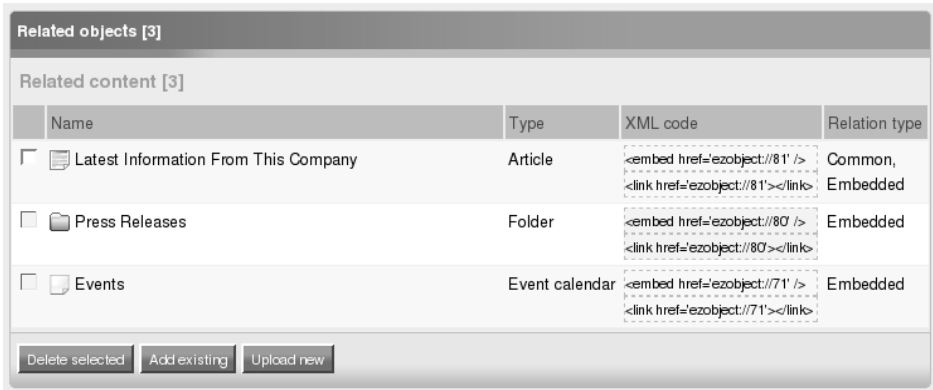 Related objects [3]
Related content [3]
Name Type XML code Relation type
Latest Information From This Company Article <embed href='ezobject://81' /> Common,
<link href='ezobject://81'></link> Embedded
Press Releases Folder <embed href='ezobject://80' /> Embedded
<link href='ezobject://80'></link>
Events Event calendar <embed href='ezobject://71' /> Embedded
<link href='ezobject://71'></link>
Delete selected Add existing Upload new